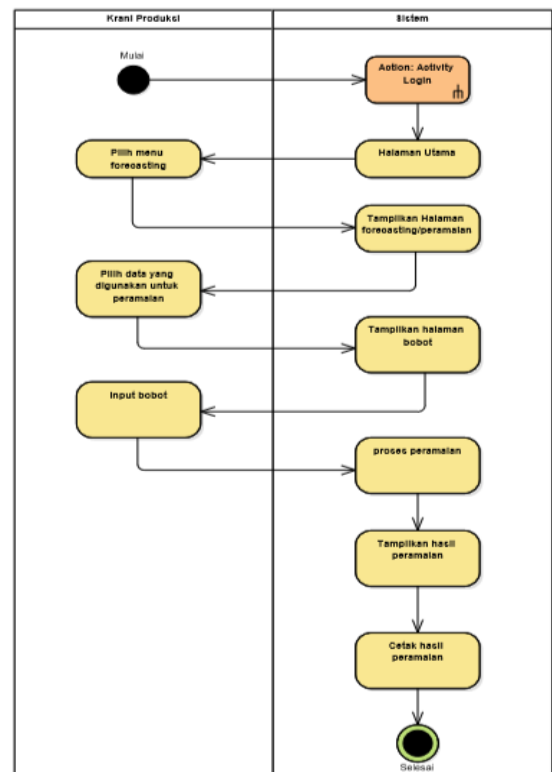 Krani Produksi
Sistem
Mulai
Action: Activity
Login
Pilih menu
forecasting
Halaman Utama
Tampilkan Halaman
forecasting/peramalan
Pilih data yang
digunakan untuk
peramalan
Tampilkan halaman
bobot
Input bobot
proses peramalan
Tampilkan hasil
peramalan
Cetak hasil
peramalan
Selesai